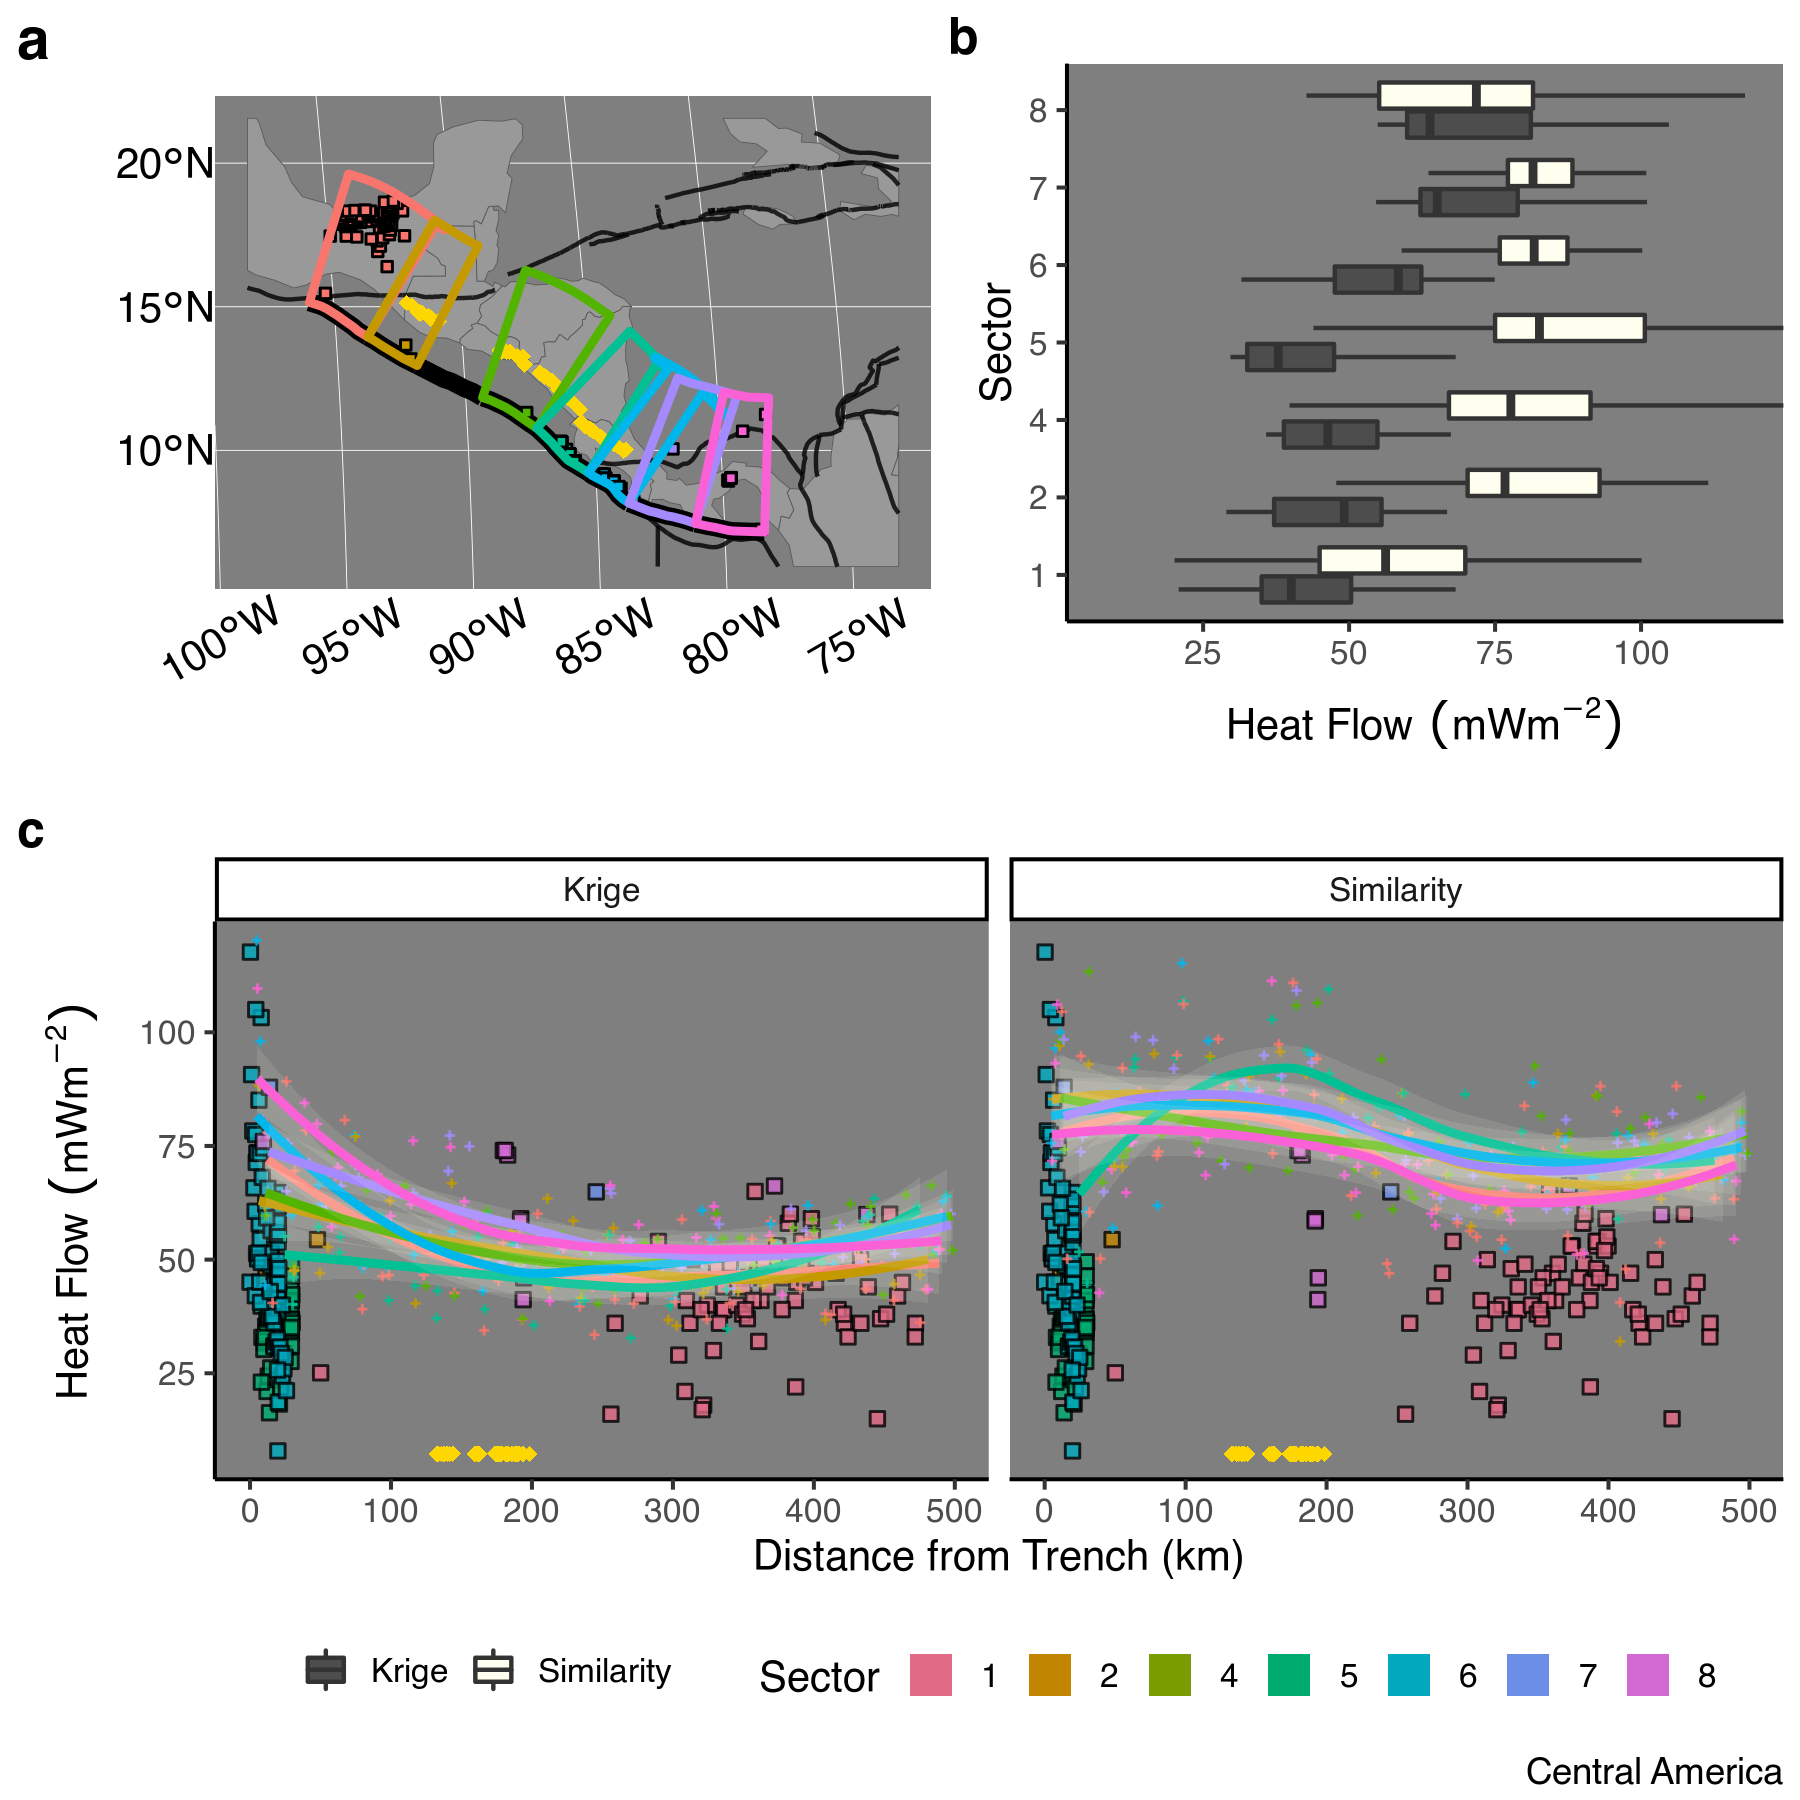 a
20°N
15°N
10°N
100°W
95°W
90°W
85°W
80°W
75°W
b
Sector
8
7
6
5
4
2
1
25 50 75 100
Heat Flow (mWm−2)
c
Krige
Similarity
Heat Flow (mWm−2)
100
75
50
25
0 100 200 300 400 500
0 100 200 300 400 500
Distance from Trench (km)
Krige Similarity
Sector 1 2 4 5 6 7 8
Central America